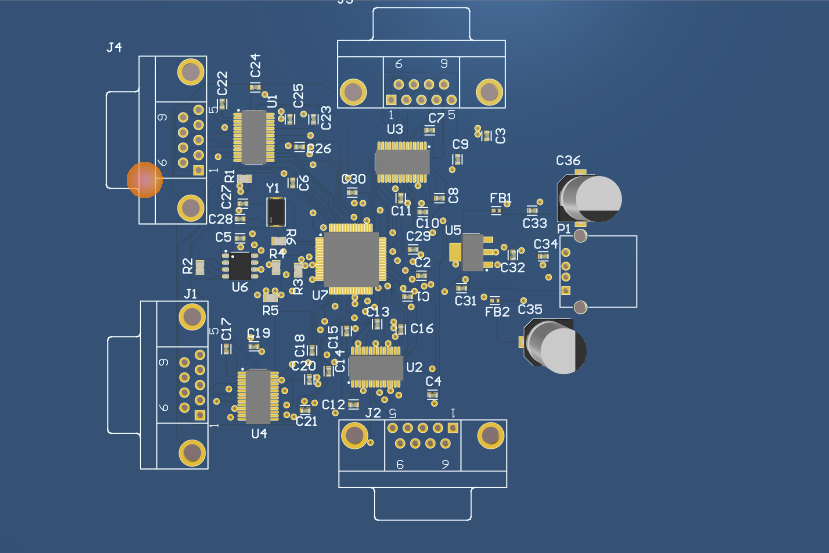 J3
J4
6
9
C24
C22
U1
C25
C23
5
9
1
5
C7
U3
C3
C26
C9
C36
6
1
R1
C30
C6
C27
Y1
C28
C11
C8
C10
FB1
C33
P1
C5
R6
C29
U5
C34
R4
R2
C2
C32
U6
R3
U7
C1
C31
R5
J1
C13
FB2
C35
5
C17
C19
C18
C15
C16
9
C14
C20
U2
C4
6
C12
1
U4
C21
J2
5
1
6
9